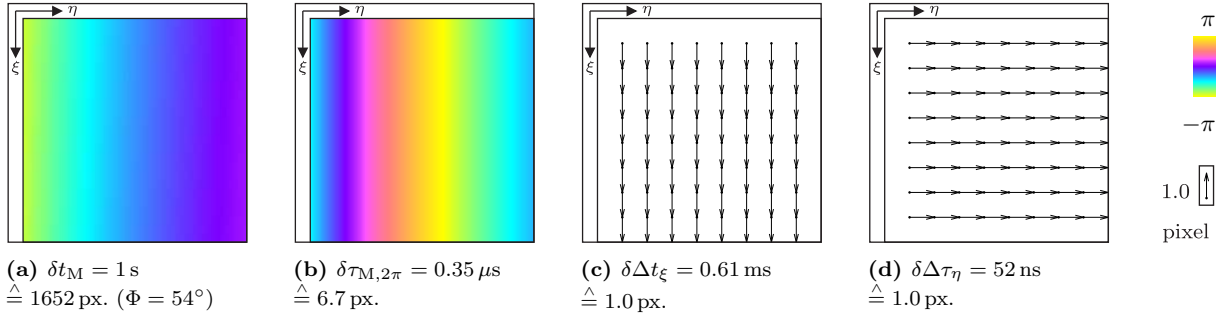 η
ξ
η
ξ
η
ξ
η
ξ
π
−π
1.0
pixel
(a) δt_M = 1 s
≙ 1652 px. (Φ = 54°)
(b) δτ_M,2π = 0.35 μs
≙ 6.7 px.
(c) δΔt_ξ = 0.61 ms
≙ 1.0 px.
(d) δΔτ_η = 52 ns
≙ 1.0 px.